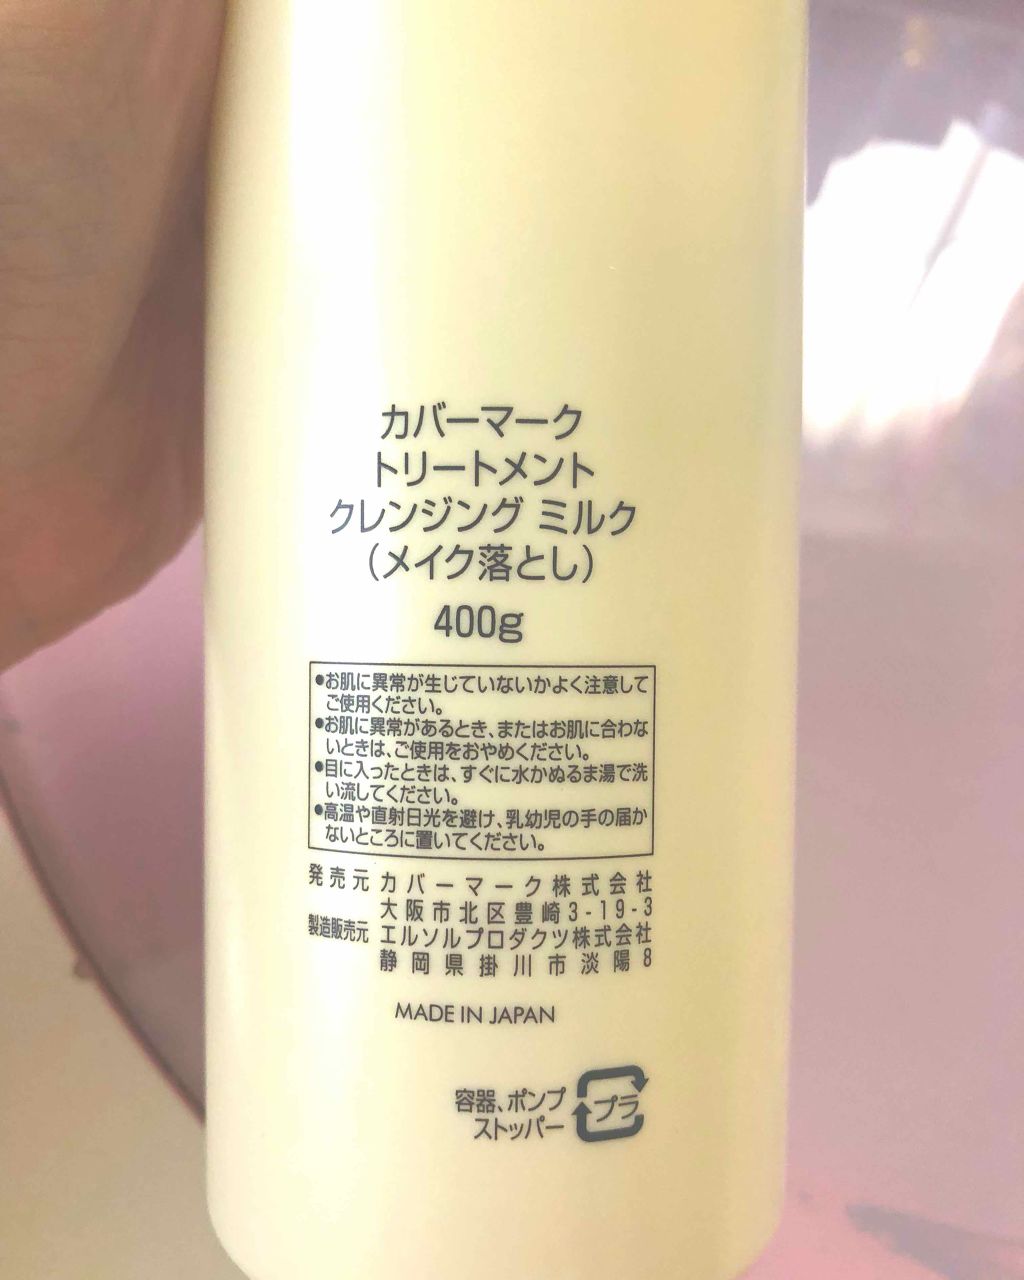 カバーマーク
トリートメント
クレンジング ミルク
(メイク落とし)
400g
●お肌に異常が生じていないかよく注意して
ご使用ください。
●お肌に異常があるとき、またはお肌に合わな
いときは、ご使用をおやめください。
●目に入ったときは、すぐに水かぬるま湯で洗
い流してください。
●高温や直射日光を避け、乳幼児の手の届か
ないところに置いてください。
発売元 カバーマーク株式会社
大阪市北区豊崎3-19-3
製造販売元 エルソルプロダクツ株式会社
静岡県掛川市淡陽8
MADE IN JAPAN
容器、ポンプ
ストッパー
プラ